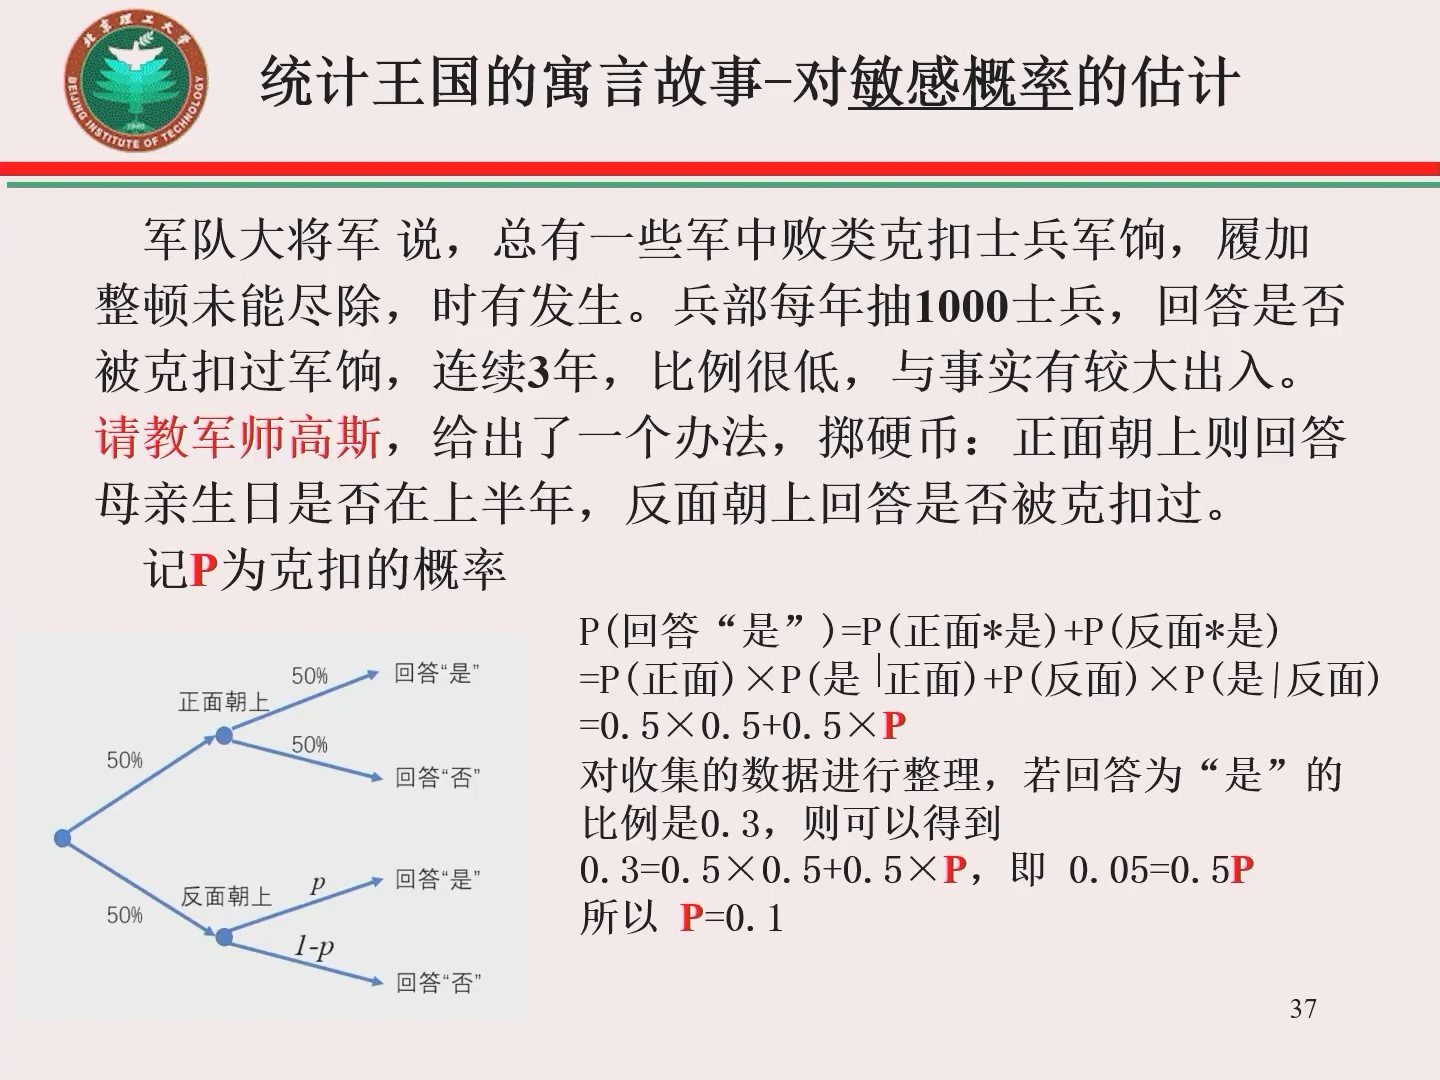 北京理工大学
BEIJING INSTITUTE OF TECHNOLOGY
1940
统计王国的寓言故事-对敏感概率的估计
军队大将军 说，总有一些军中败类克扣士兵军饷，履加
整顿未能尽除，时有发生。兵部每年抽1000士兵，回答是否
被克扣过军饷，连续3年，比例很低，与事实有较大出入。
请教军师高斯，给出了一个办法，掷硬币：正面朝上则回答
母亲生日是否在上半年，反面朝上回答是否被克扣过。
记P为克扣的概率
P(回答“是”)=P(正面*是)+P(反面*是)
=P(正面)×P(是|正面)+P(反面)×P(是|反面)
=0.5×0.5+0.5×P
对收集的数据进行整理，若回答为“是”的
比例是0.3，则可以得到
0.3=0.5×0.5+0.5×P，即 0.05=0.5P
所以 P=0.1
50%
回答“是”
正面朝上
50%
50%
回答“否”
反面朝上
p
回答“是”
50%
1-p
回答“否”
37